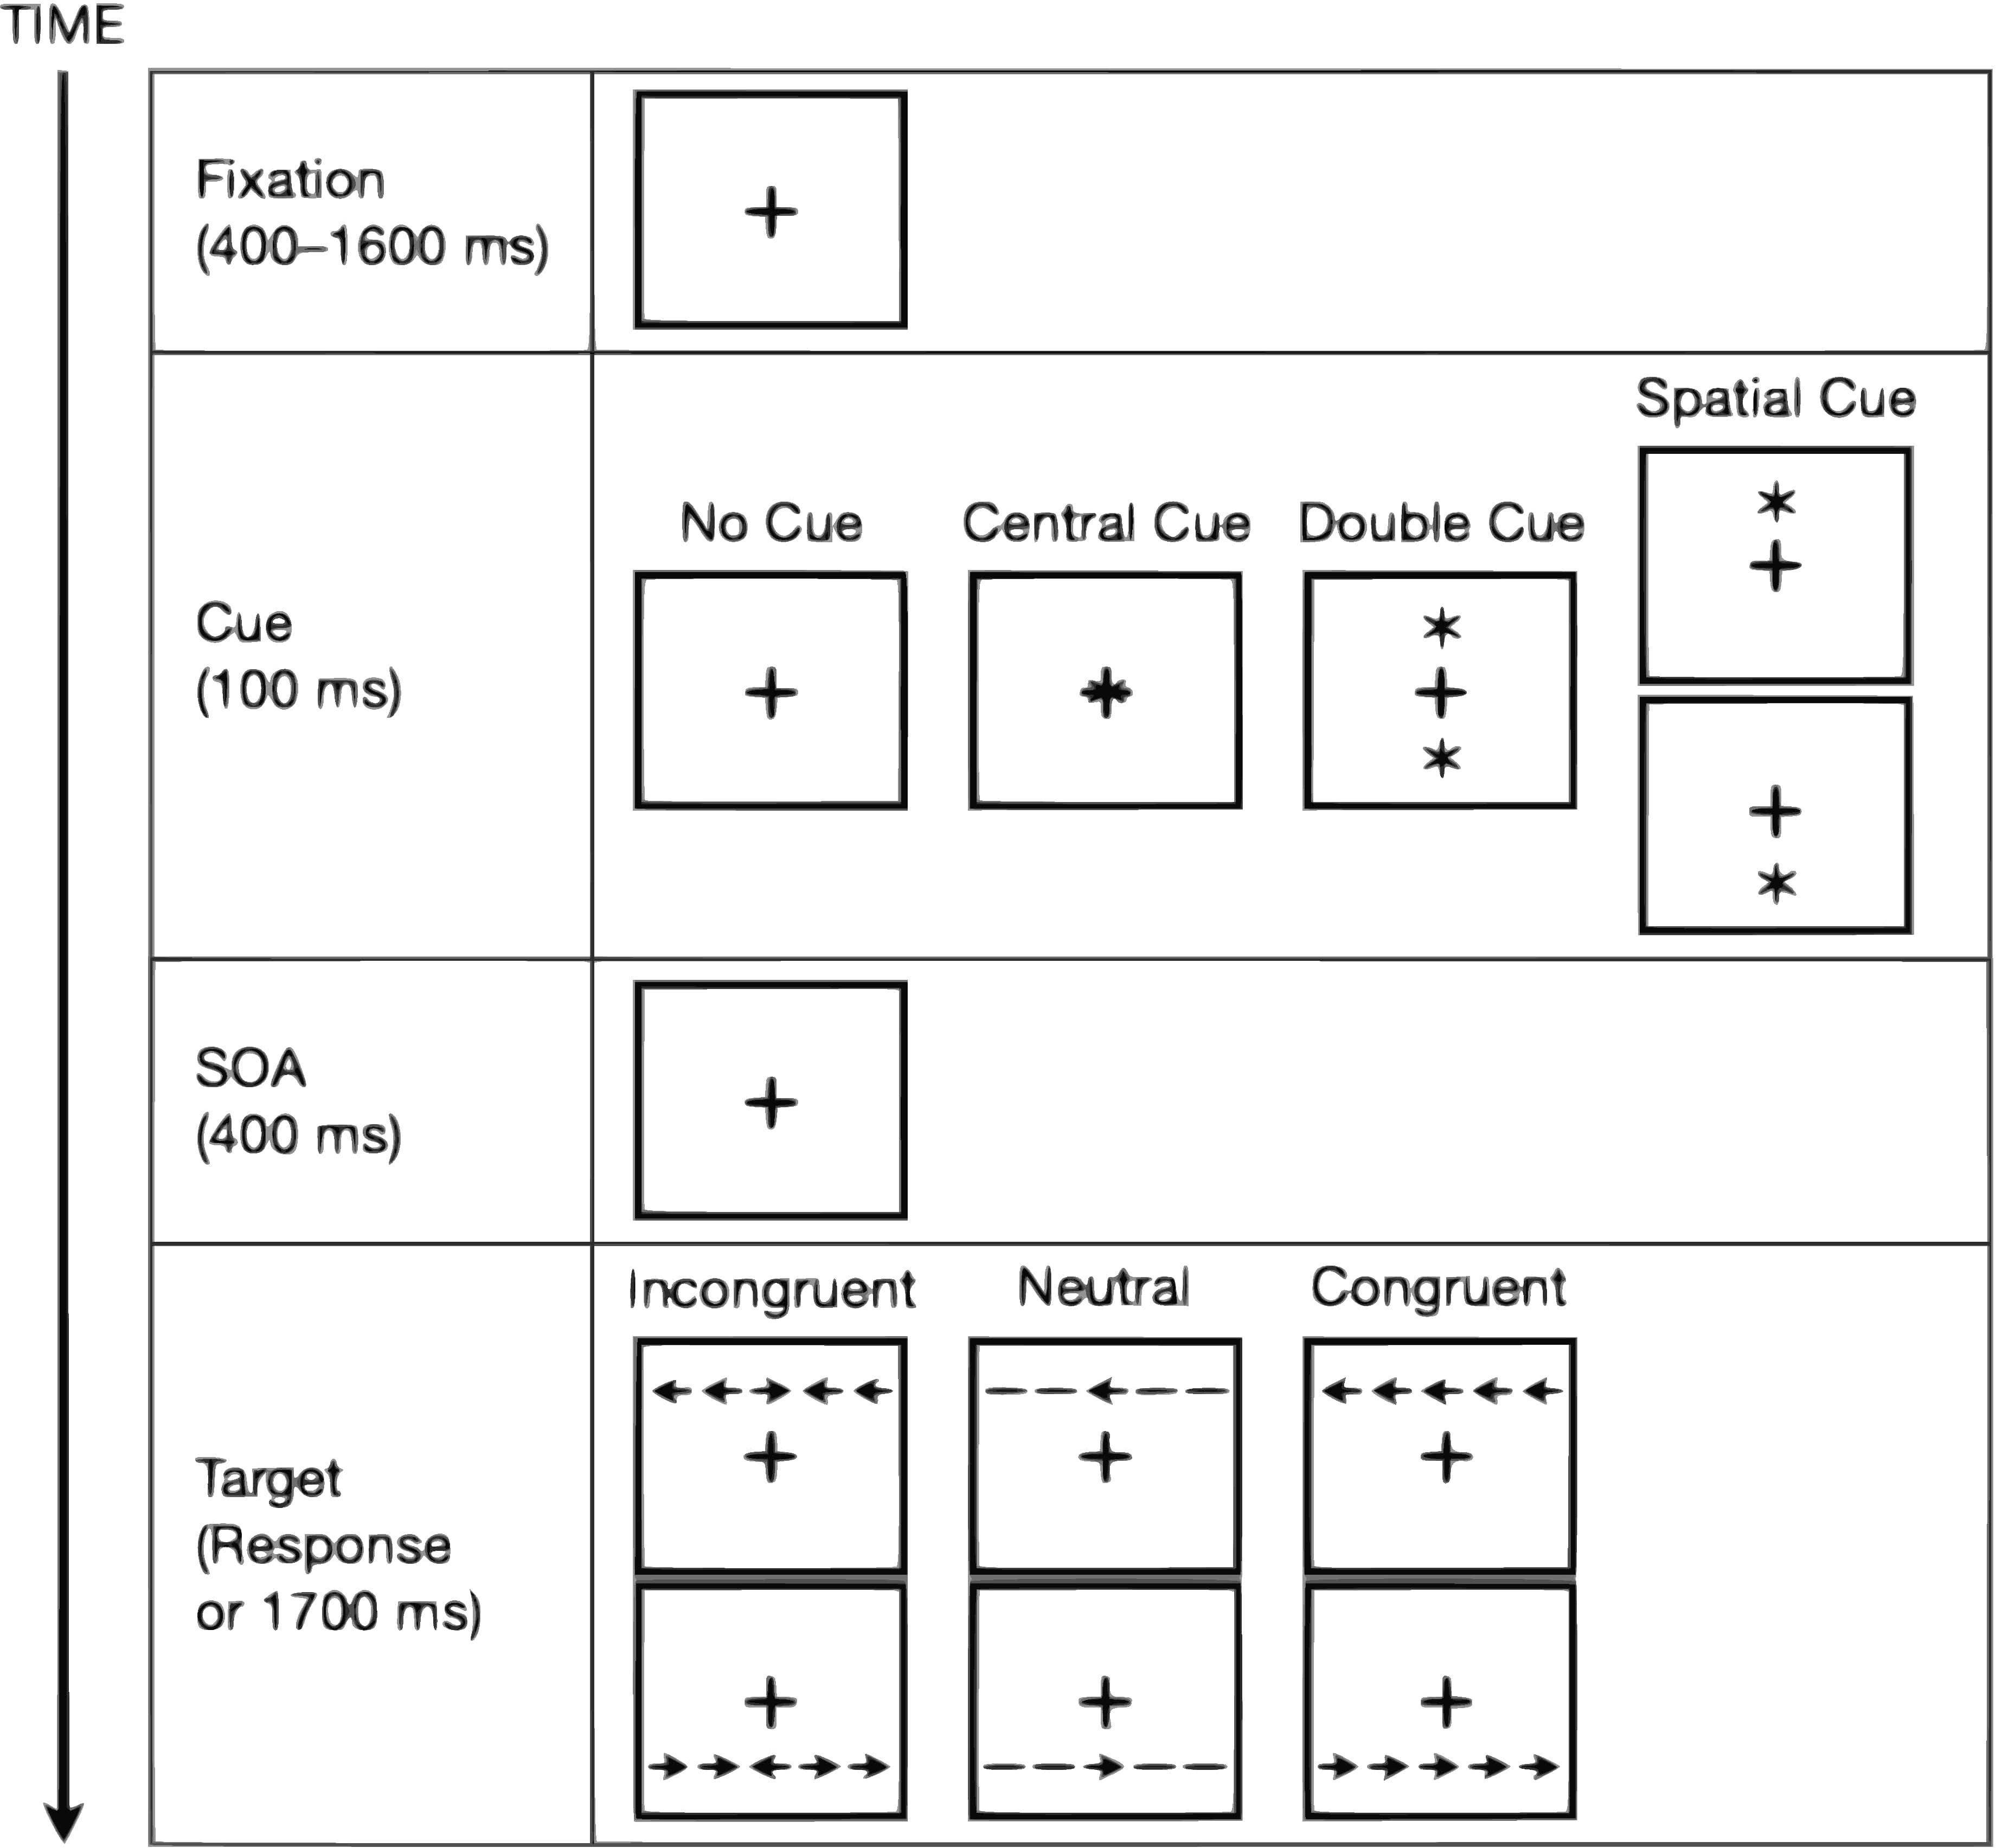 TIME
Fixation
(400–1600 ms)
Spatial Cue
No Cue
Central Cue
Double Cue
Cue
(100 ms)
SOA
(400 ms)
Incongruent
Neutral
Congruent
Target
(Response
or 1700 ms)